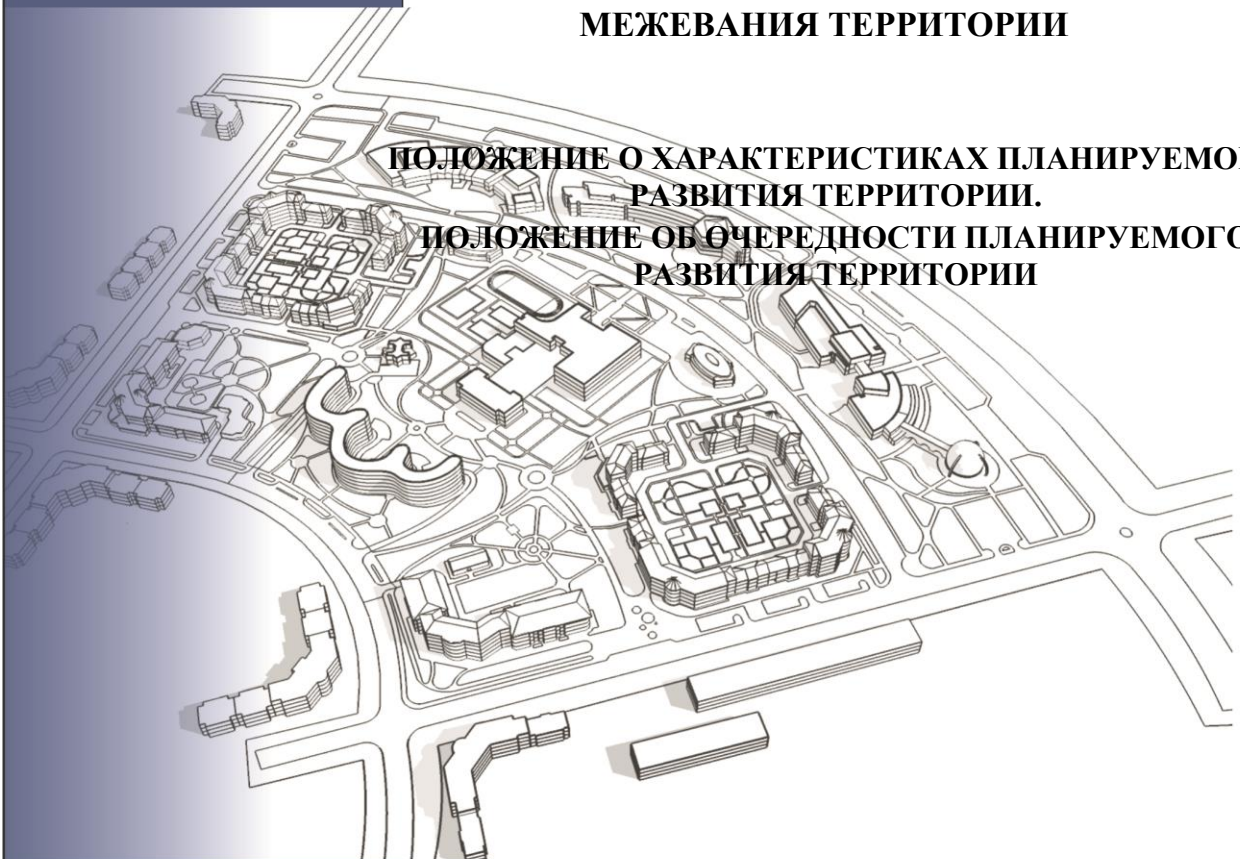 МЕЖЕВАНИЯ ТЕРРИТОРИИ
ПОЛОЖЕНИЕ О ХАРАКТЕРИСТИКАХ ПЛАНИРУЕМО
РАЗВИТИЯ ТЕРРИТОРИИ.
ПОЛОЖЕНИЕ ОБ ОЧЕРЕДНОСТИ ПЛАНИРУЕМОГО
РАЗВИТИЯ ТЕРРИТОРИИ